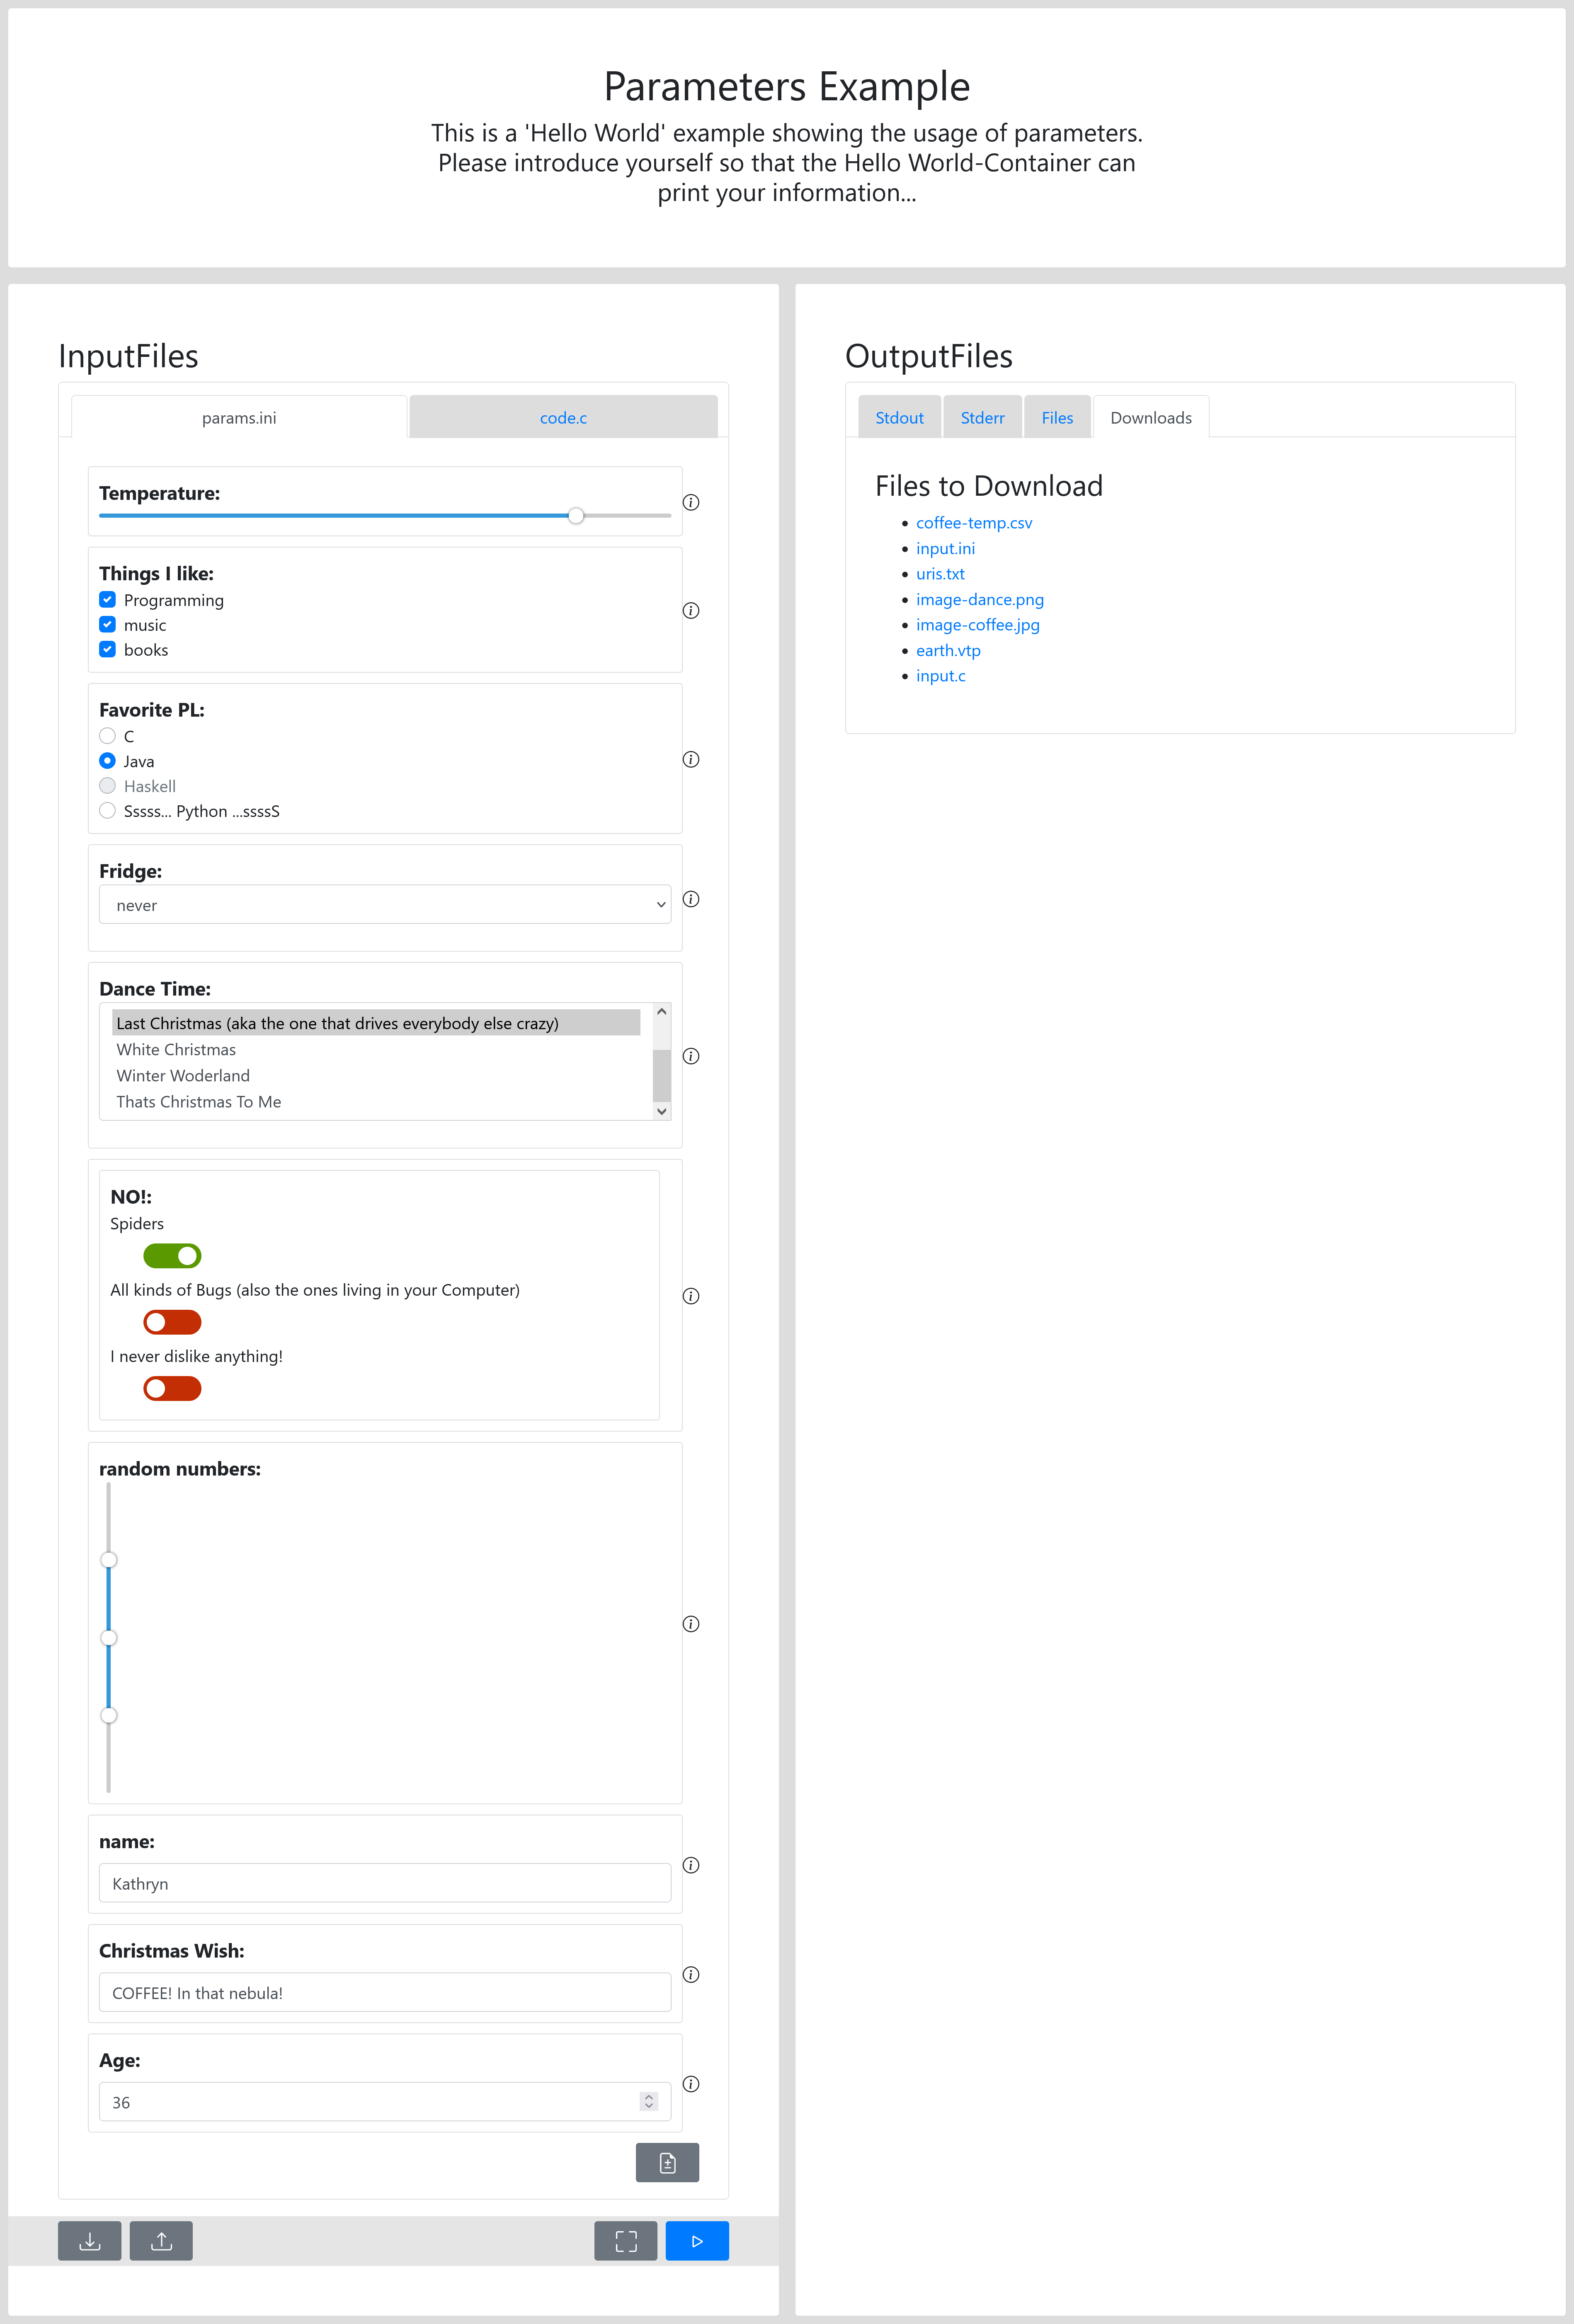 Parameters Example
This is a 'Hello World' example showing the usage of parameters.
Please introduce yourself so that the Hello World-Container can
print your information...
InputFiles
params.ini
code.c
Temperature:
Things I like:
Programming
music
books
Favorite PL:
C
Java
Haskell
Sssss... Python ...ssssS
Fridge:
never
Dance Time:
Last Christmas (aka the one that drives everybody else crazy)
White Christmas
Winter Woderland
Thats Christmas To Me
NO!:
Spiders
All kinds of Bugs (also the ones living in your Computer)
I never dislike anything!
random numbers:
name:
Kathryn
Christmas Wish:
COFFEE! In that nebula!
Age:
36
OutputFiles
Stdout
Stderr
Files
Downloads
Files to Download
coffee-temp.csv
input.ini
uris.txt
image-dance.png
image-coffee.jpg
earth.vtp
input.c